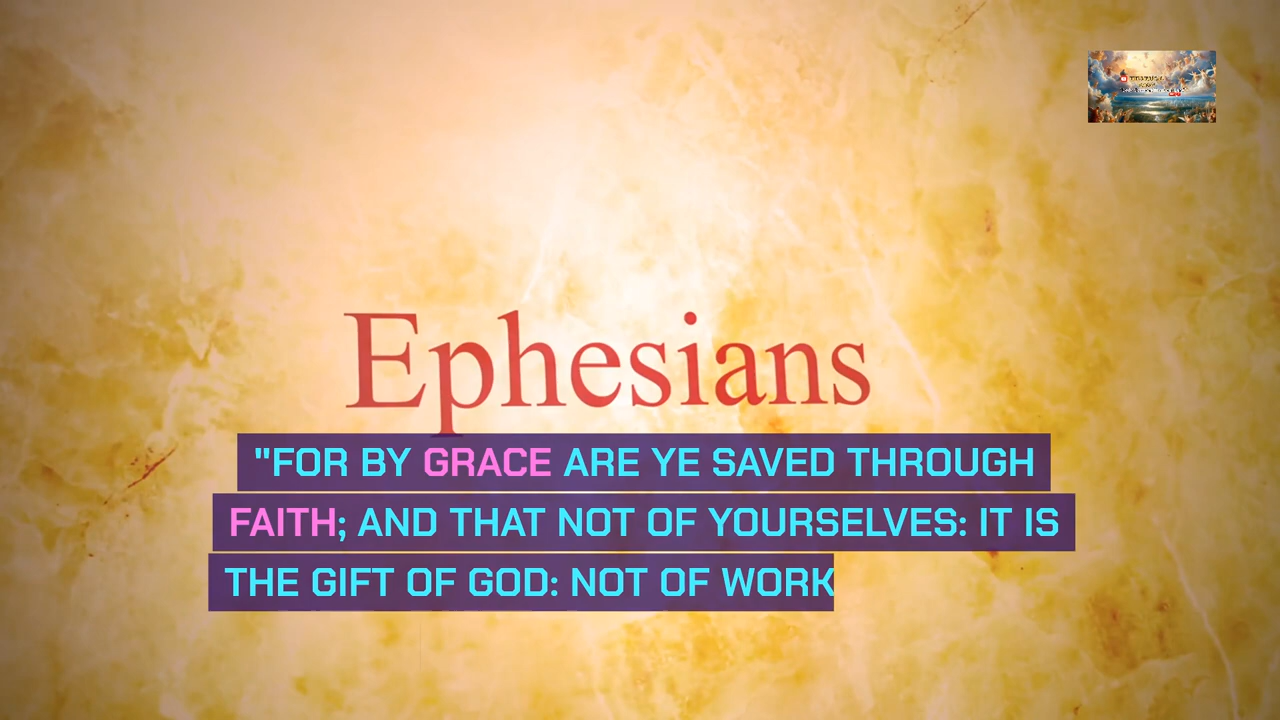 Ephesians
"FOR BY GRACE ARE YE SAVED THROUGH
FAITH; AND THAT NOT OF YOURSELVES: IT IS
THE GIFT OF GOD: NOT OF WORK